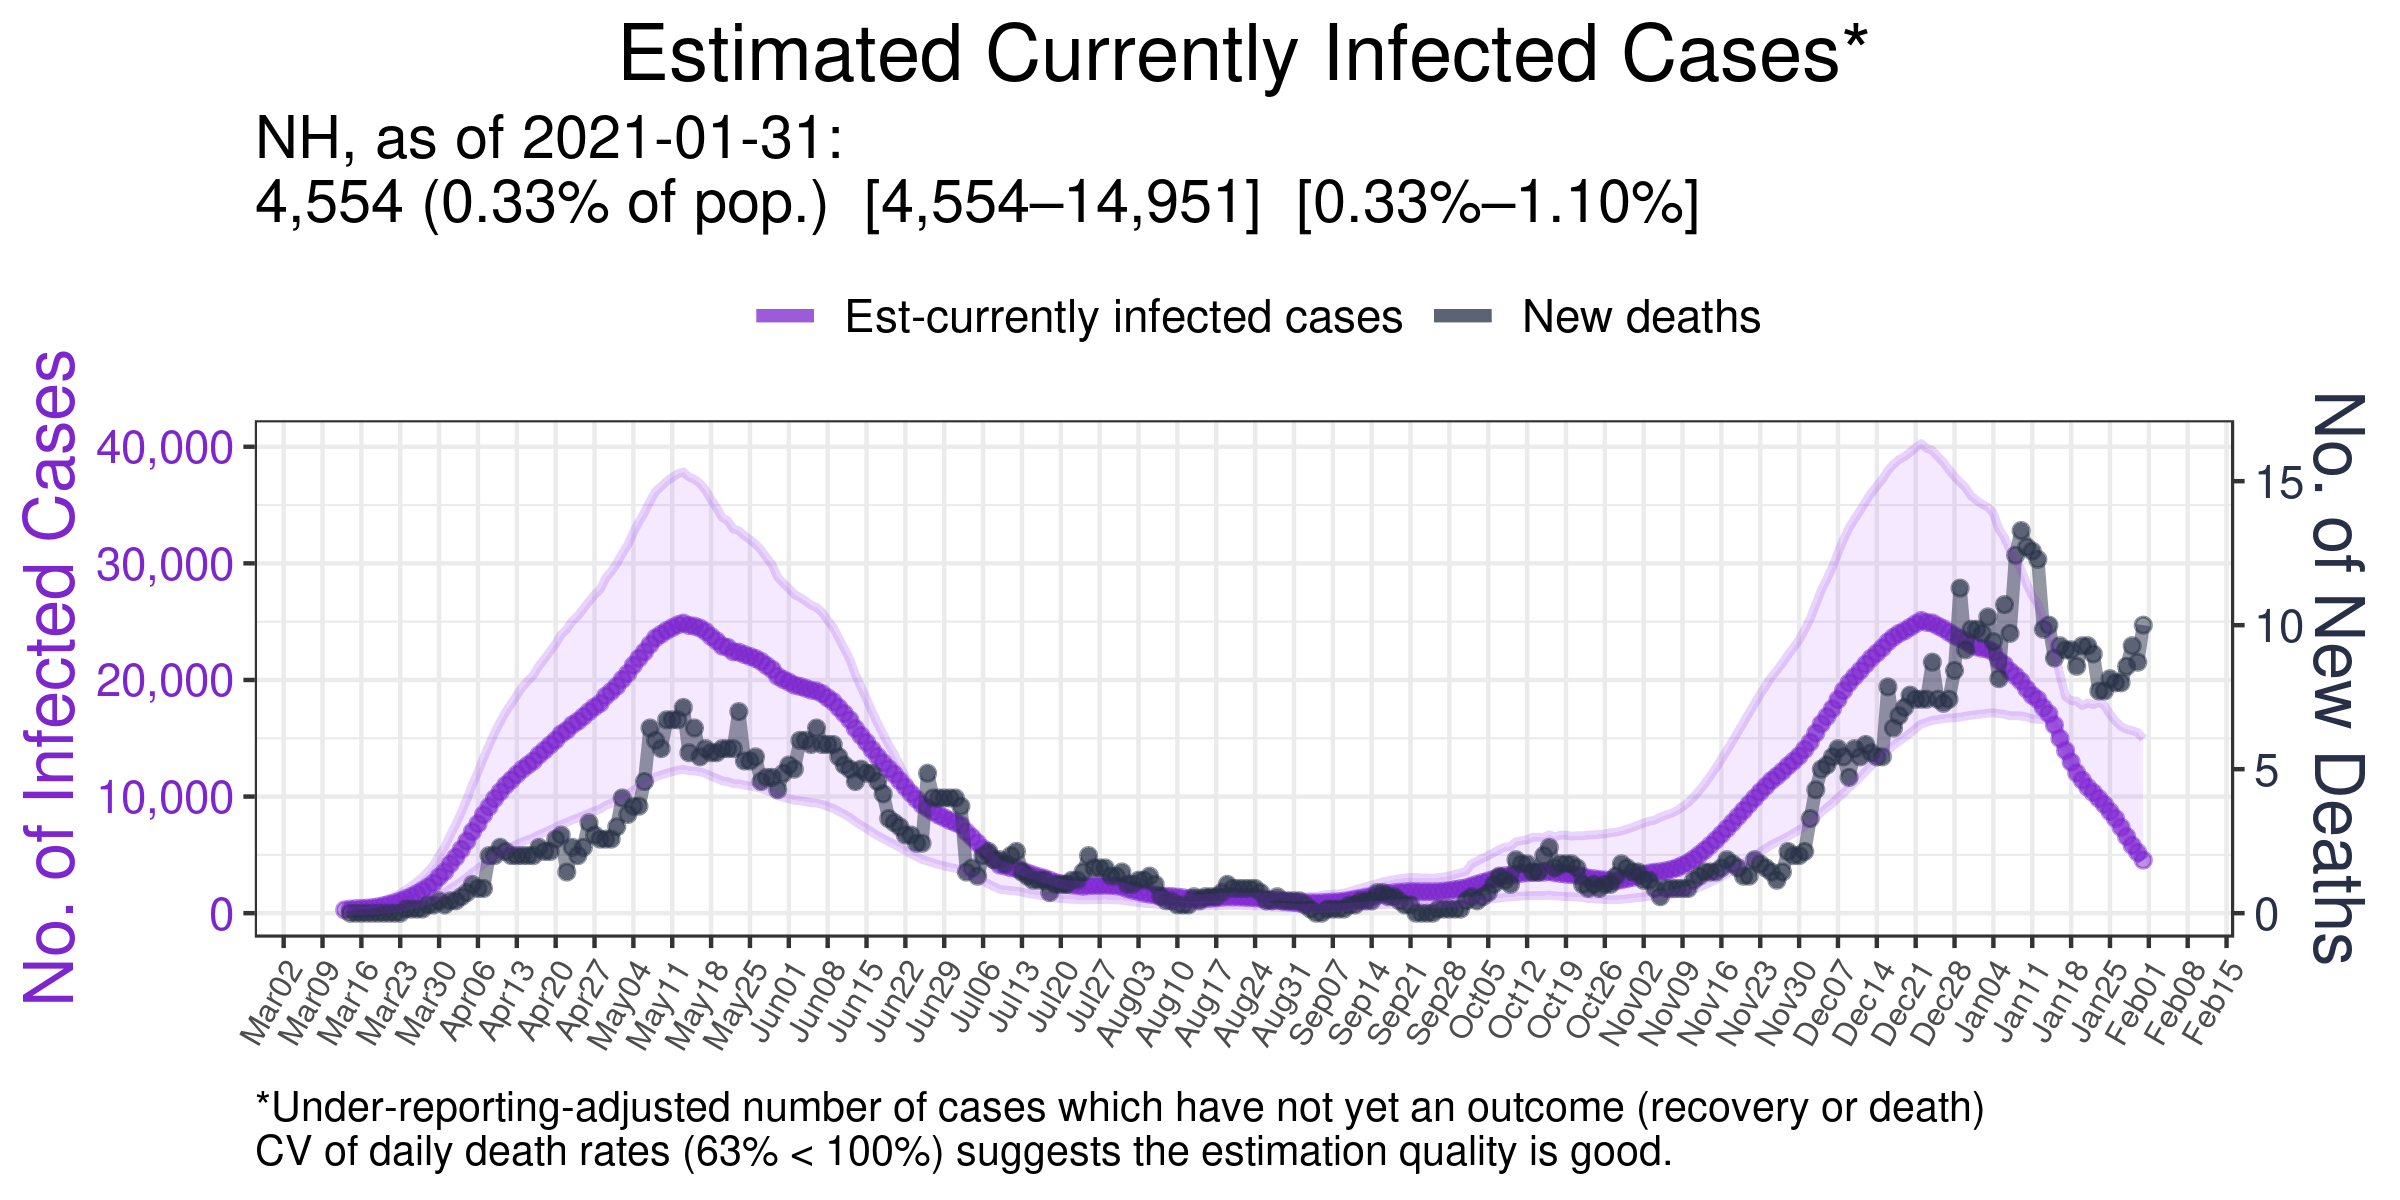 Estimated Currently Infected Cases*
NH, as of 2021-01-31:
4,554 (0.33% of pop.)  [4,554–14,951]  [0.33%–1.10%]
Est-currently infected cases
New deaths
No. of Infected Cases
40,000
30,000
20,000
10,000
0
No. of New Deaths
15
10
5
0
Mar02
Mar09
Mar16
Mar23
Mar30
Apr06
Apr13
Apr20
Apr27
May04
May11
May18
May25
Jun01
Jun08
Jun15
Jun22
Jun29
Jul06
Jul13
Jul20
Jul27
Aug03
Aug10
Aug17
Aug24
Aug31
Sep07
Sep14
Sep21
Sep28
Oct05
Oct12
Oct19
Oct26
Nov02
Nov09
Nov16
Nov23
Nov30
Dec07
Dec14
Dec21
Dec28
Jan04
Jan11
Jan18
Jan25
Feb01
Feb08
Feb15
*Under-reporting-adjusted number of cases which have not yet an outcome (recovery or death)
CV of daily death rates (63% < 100%) suggests the estimation quality is good.